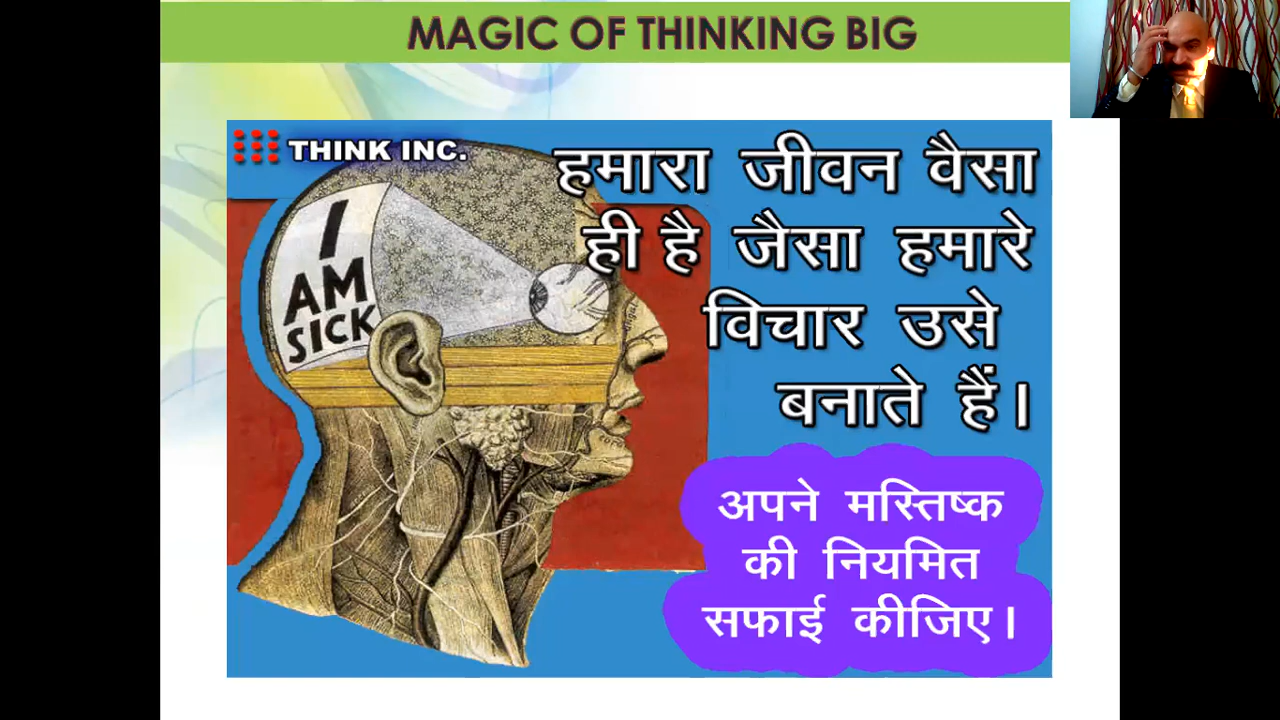 MAGIC OF THINKING BIG
THINK INC.
I
AM
SICK
हमारा जीवन वैसा
ही है जैसा हमारे
विचार उसे
बनाते हैं।
अपने मस्तिष्क
की नियमित
सफाई कीजिए।